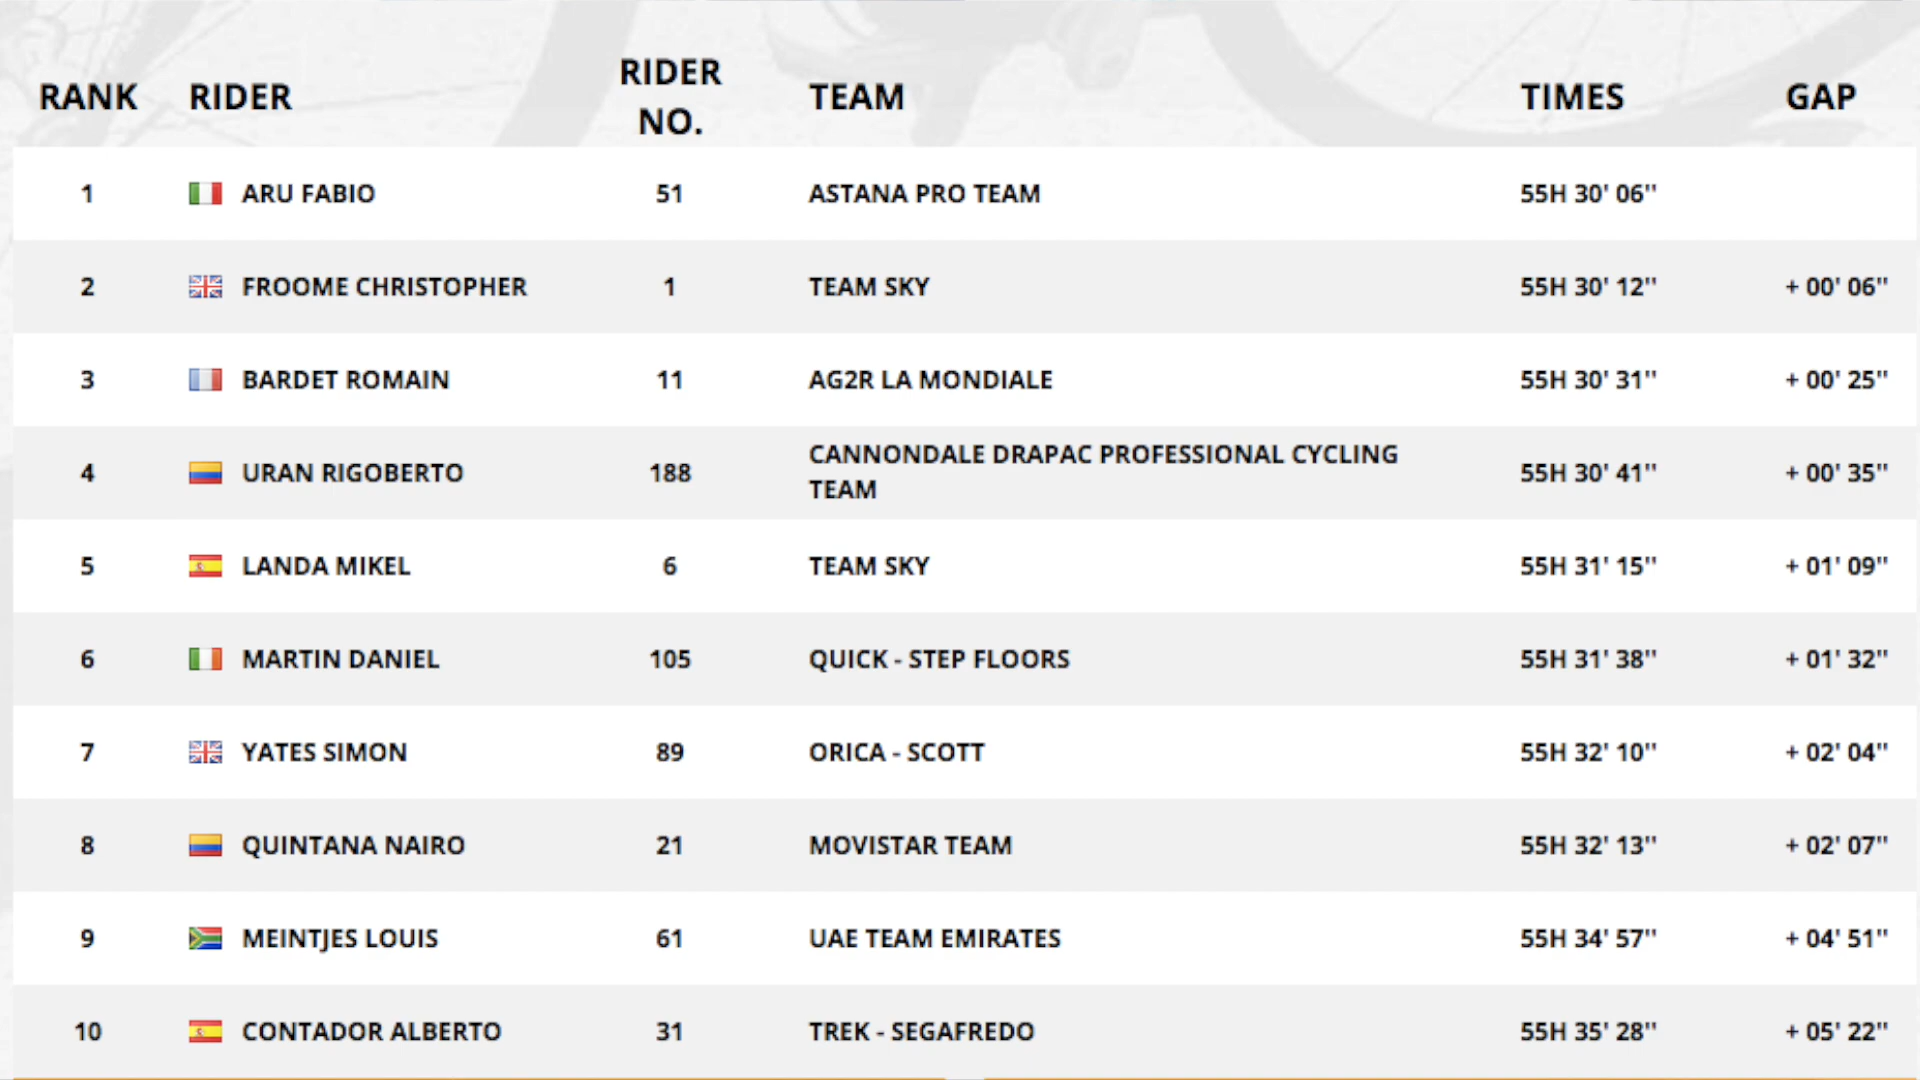 RANK RIDER RIDER NO. TEAM TIMES GAP
1 ARU FABIO 51 ASTANA PRO TEAM 55H 30' 06''
2 FROOME CHRISTOPHER 1 TEAM SKY 55H 30' 12'' + 00' 06''
3 BARDET ROMAIN 11 AG2R LA MONDIALE 55H 30' 31'' + 00' 25''
4 URAN RIGOBERTO 188 CANNONDALE DRAPAC PROFESSIONAL CYCLING TEAM 55H 30' 41'' + 00' 35''
5 LANDA MIKEL 6 TEAM SKY 55H 31' 15'' + 01' 09''
6 MARTIN DANIEL 105 QUICK - STEP FLOORS 55H 31' 38'' + 01' 32''
7 YATES SIMON 89 ORICA - SCOTT 55H 32' 10'' + 02' 04''
8 QUINTANA NAIRO 21 MOVISTAR TEAM 55H 32' 13'' + 02' 07''
9 MEINTJES LOUIS 61 UAE TEAM EMIRATES 55H 34' 57'' + 04' 51''
10 CONTADOR ALBERTO 31 TREK - SEGAFREDO 55H 35' 28'' + 05' 22''